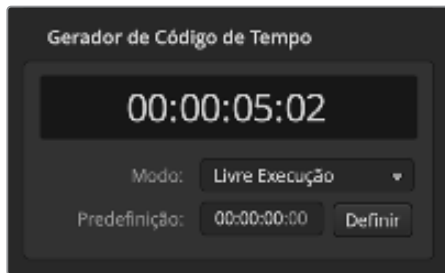 Gerador de Código de Tempo
00:00:05:02
Modo: Livre Execução
Predefinição: 00:00:00:00 Definir